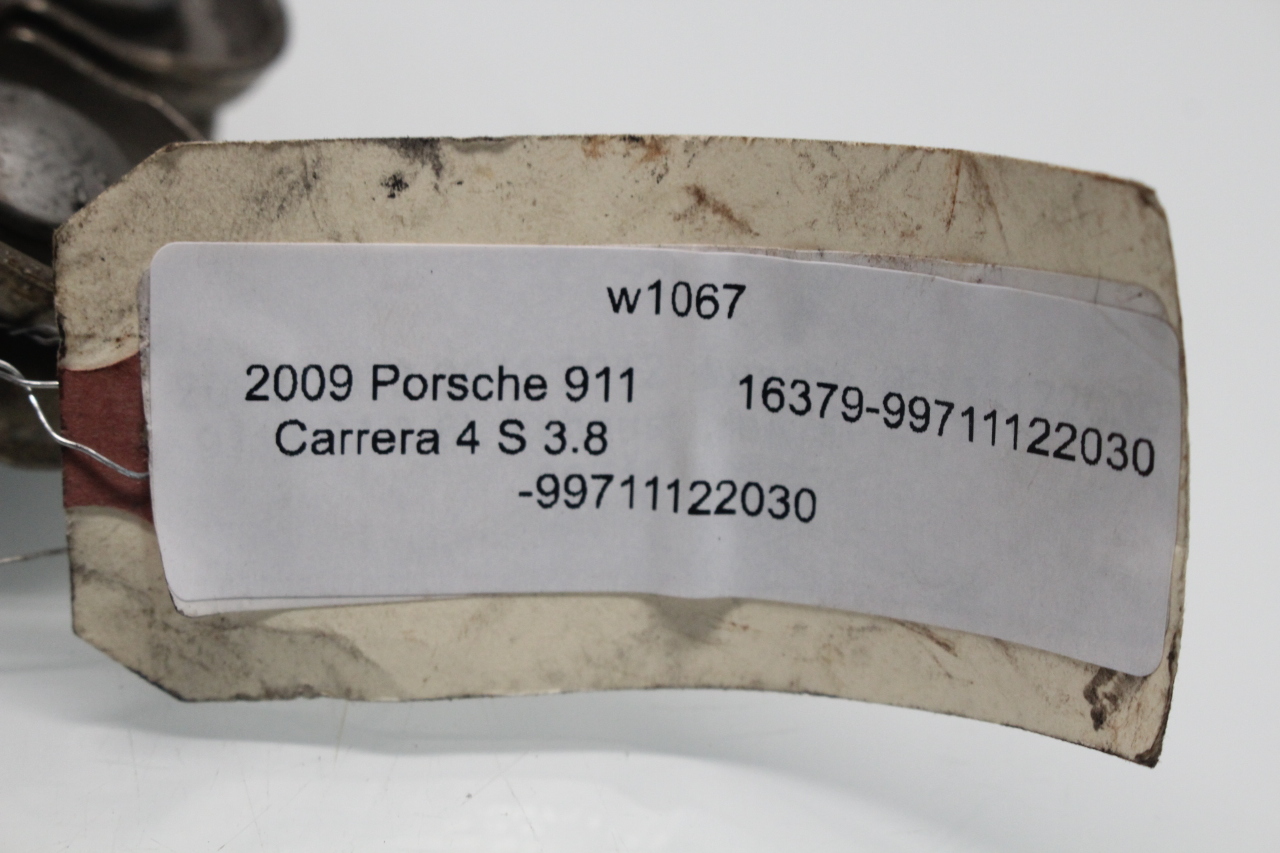 w1067
2009 Porsche 911
Carrera 4 S 3.8
16379-99711122030
-99711122030